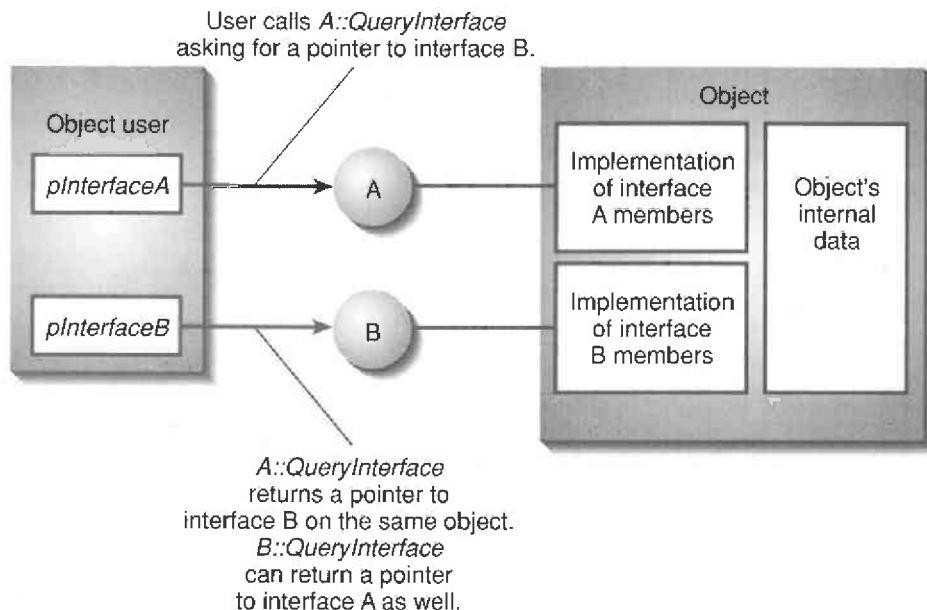 User calls A::QueryInterface
asking for a pointer to interface B.
Object user
pInterfaceA
A
Object
Implementation
of interface
A members
Object's
internal
data
pInterfaceB
B
Implementation
of interface
B members
A::QueryInterface
returns a pointer to
interface B on the same object.
B::QueryInterface
can return a pointer
to interface A as well.